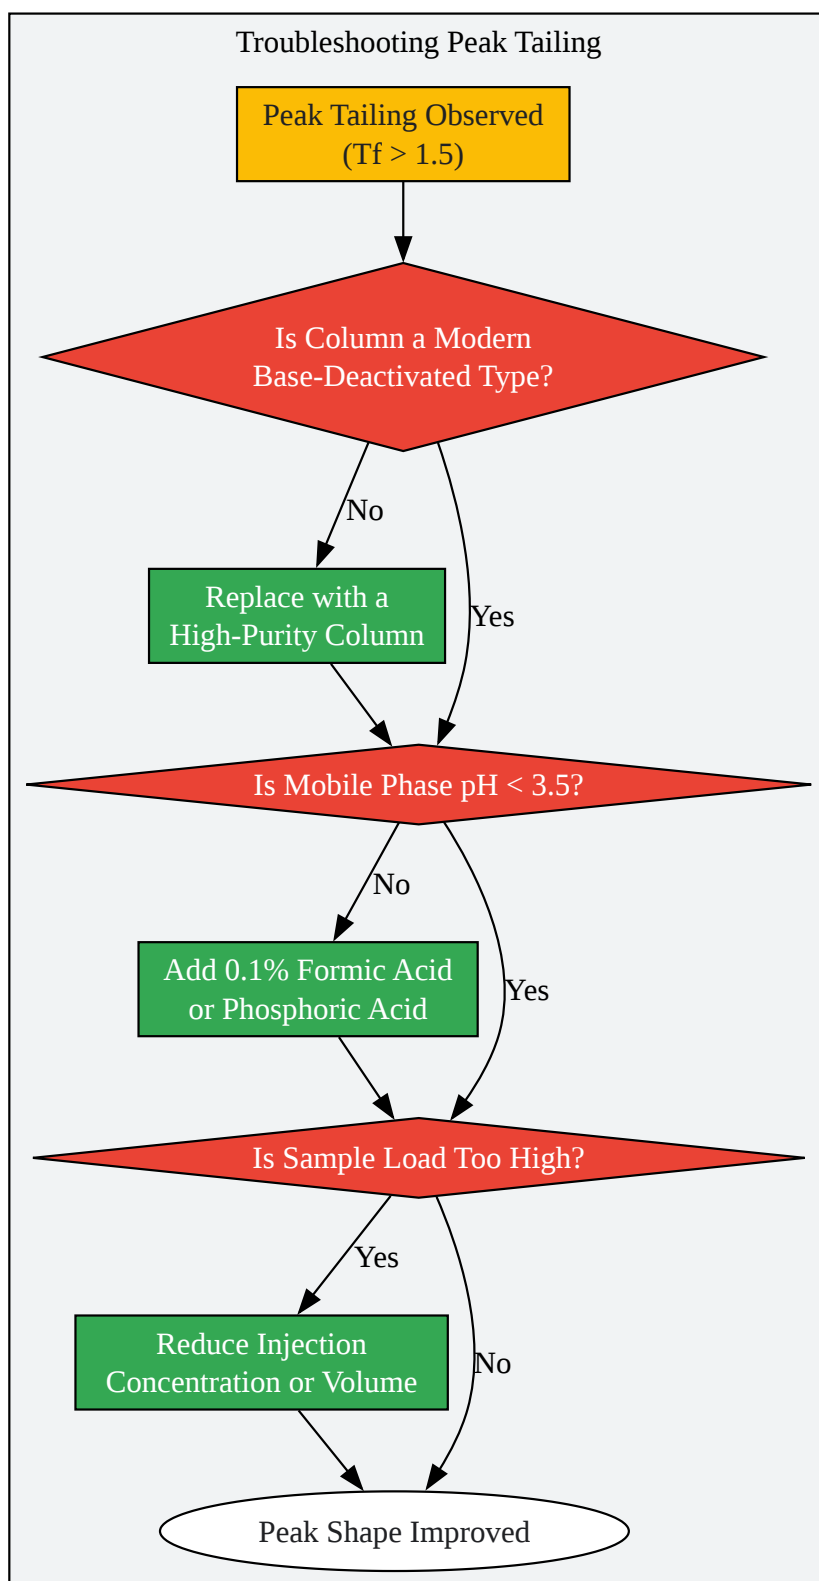 Troubleshooting Peak Tailing
Peak Tailing Observed
(Tf > 1.5)
Is Column a Modern
Base-Deactivated Type?
No
Replace with a
High-Purity Column
Yes
Is Mobile Phase pH < 3.5?
No
Add 0.1% Formic Acid
or Phosphoric Acid
Yes
Is Sample Load Too High?
Yes
Reduce Injection
Concentration or Volume
No
Peak Shape Improved